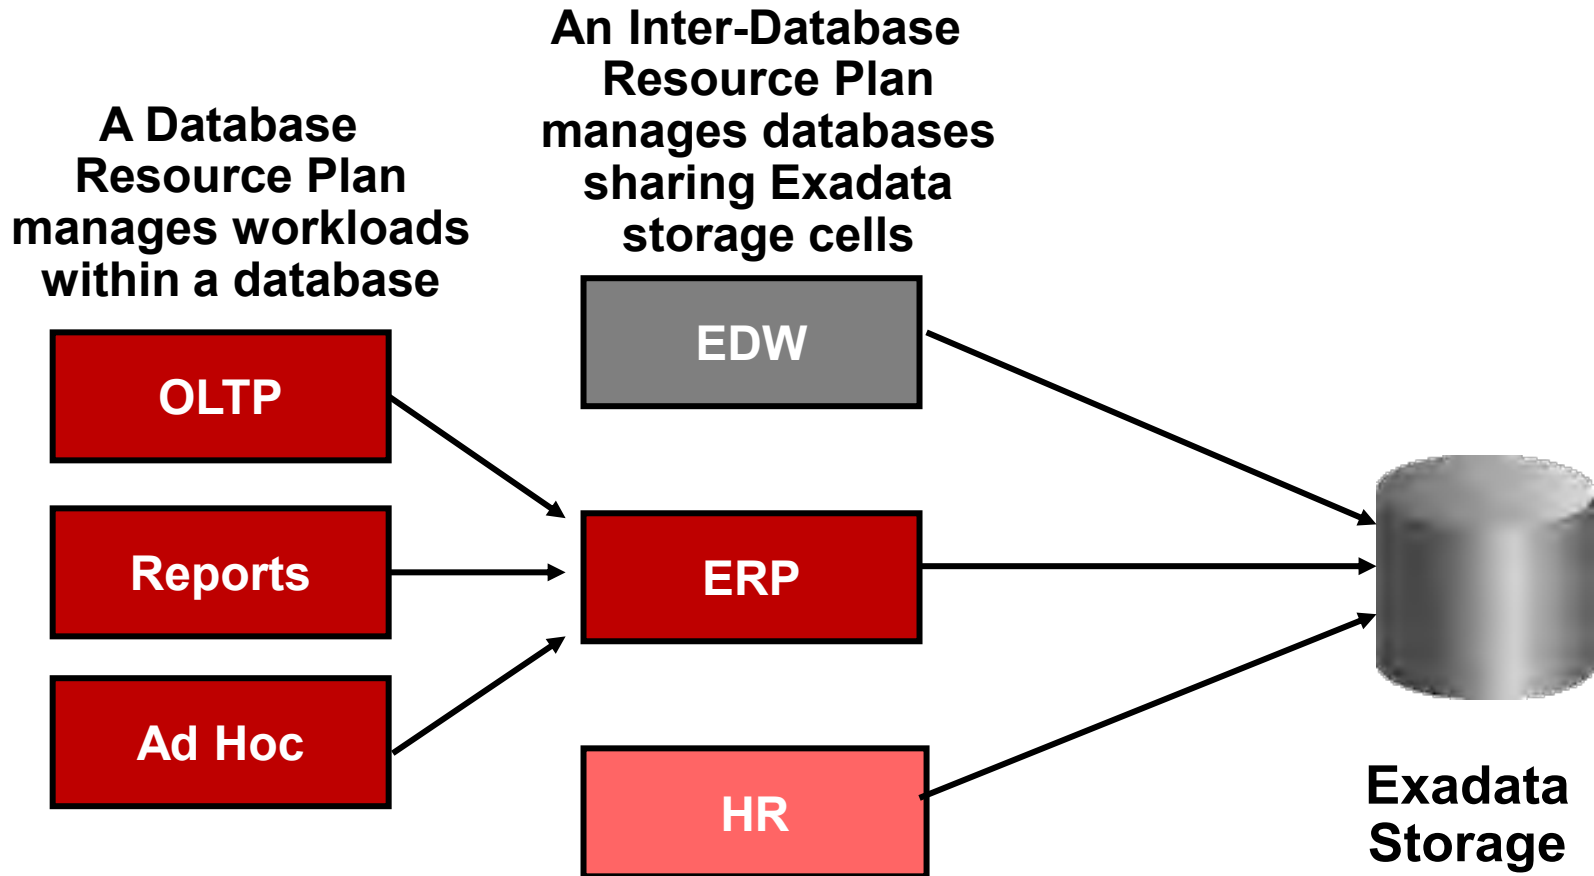 A Database
Resource Plan
manages workloads
within a database
An Inter-Database
Resource Plan
manages databases
sharing Exadata
storage cells
OLTP
Reports
Ad Hoc
EDW
ERP
HR
Exadata
Storage